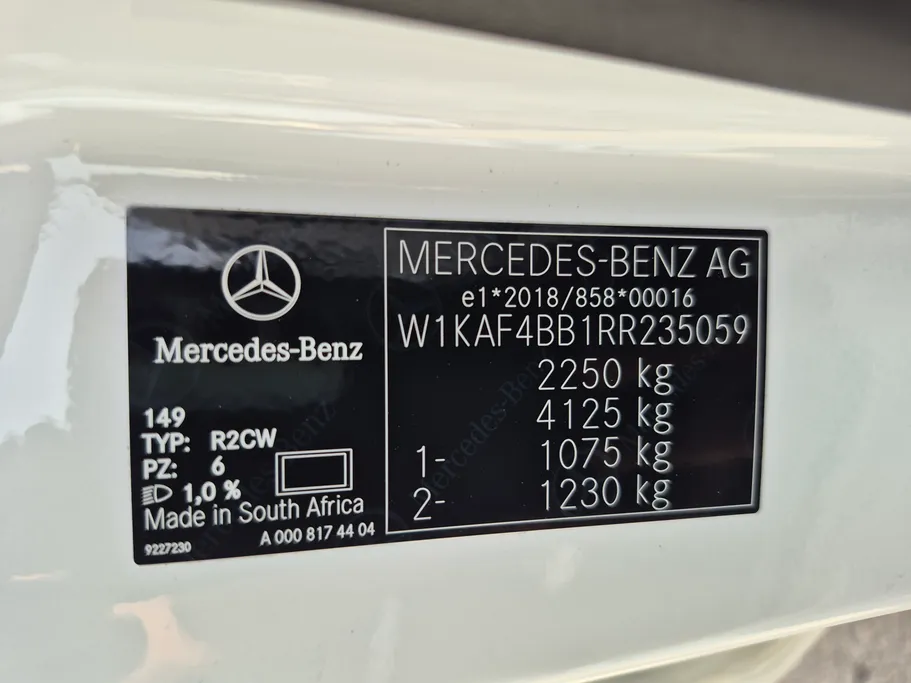 Mercedes-Benz
149
TYP: R2CW
PZ: 6
1,0 %
Made in South Africa
9227230
A 000 817 44 04
MERCEDES-BENZ AG
e1*2018/858*00016
W1KAF4BB1RR235059
2250 kg
4125 kg
1- 1075 kg
2- 1230 kg